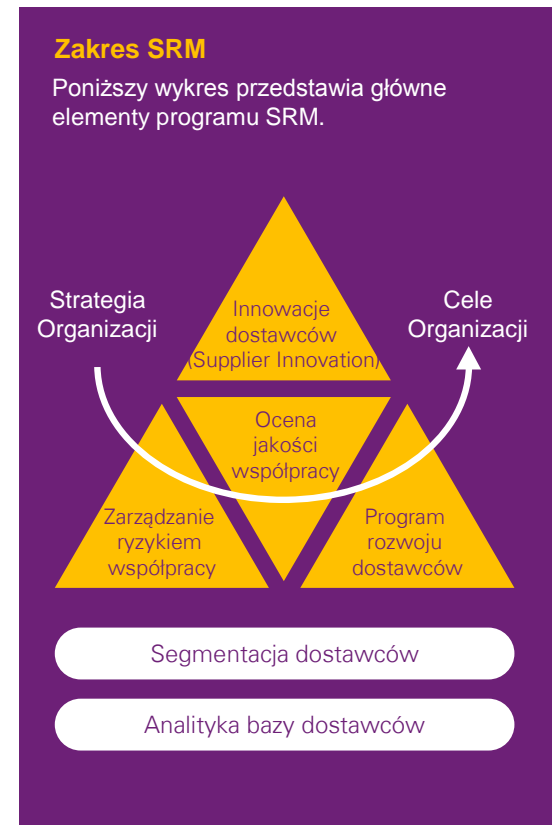 Zakres SRM
Poniższy wykres przedstawia główne
elementy programu SRM.
Strategia
Organizacji
Innowacje
dostawców
(Supplier Innovation)
Cele
Organizacji
Ocena
jakości
współpracy
Zarządzanie
ryzykiem
współpracy
Program
rozwoju
dostawców
Segmentacja dostawców
Analityka bazy dostawców